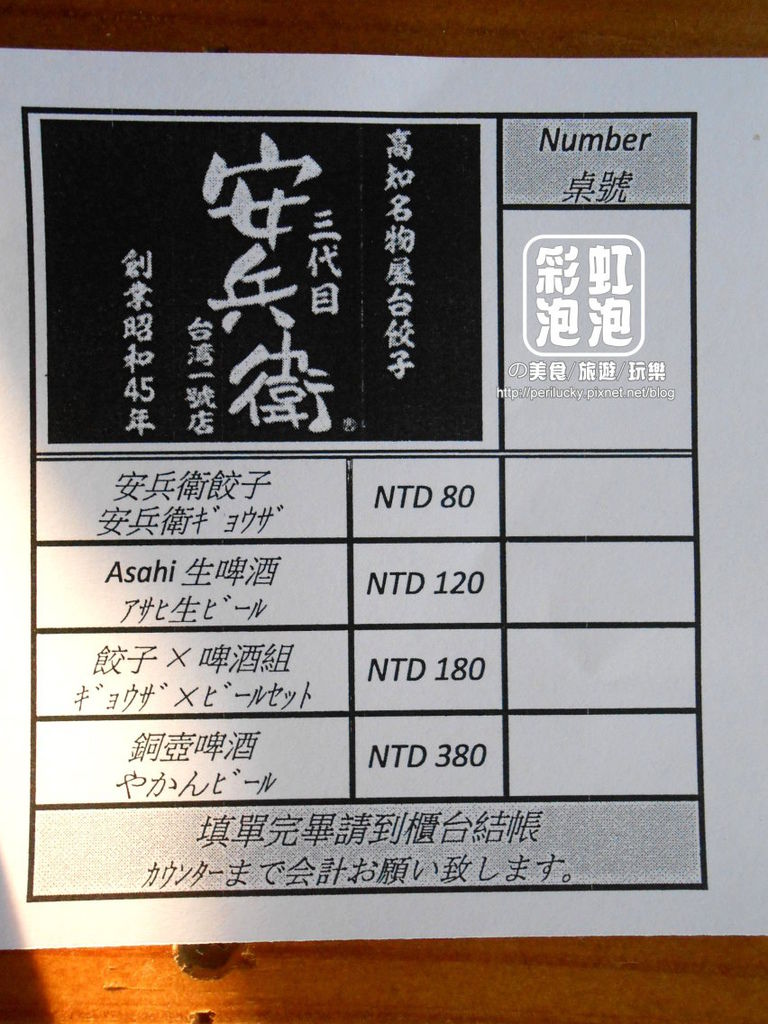 高知名物屋台餃子
三代目
安兵衛
台湾一號店
創業昭和45年
Number
桌號
彩虹
泡泡
の美食/旅遊/玩樂
http://perilucky.pixnet.net/blog
安兵衛餃子
安兵衛ｷﾞｮｳｻﾞ
NTD 80
Asahi 生啤酒
ｱｻﾋ生ﾋﾞｰﾙ
NTD 120
餃子×啤酒組
ｷﾞｮｳｻﾞ×ﾋﾞｰﾙｾｯﾄ
NTD 180
銅壺啤酒
やかんﾋﾞｰﾙ
NTD 380
填單完畢請到櫃台結帳
ｶｳﾝﾀｰまで会計お願い致します。